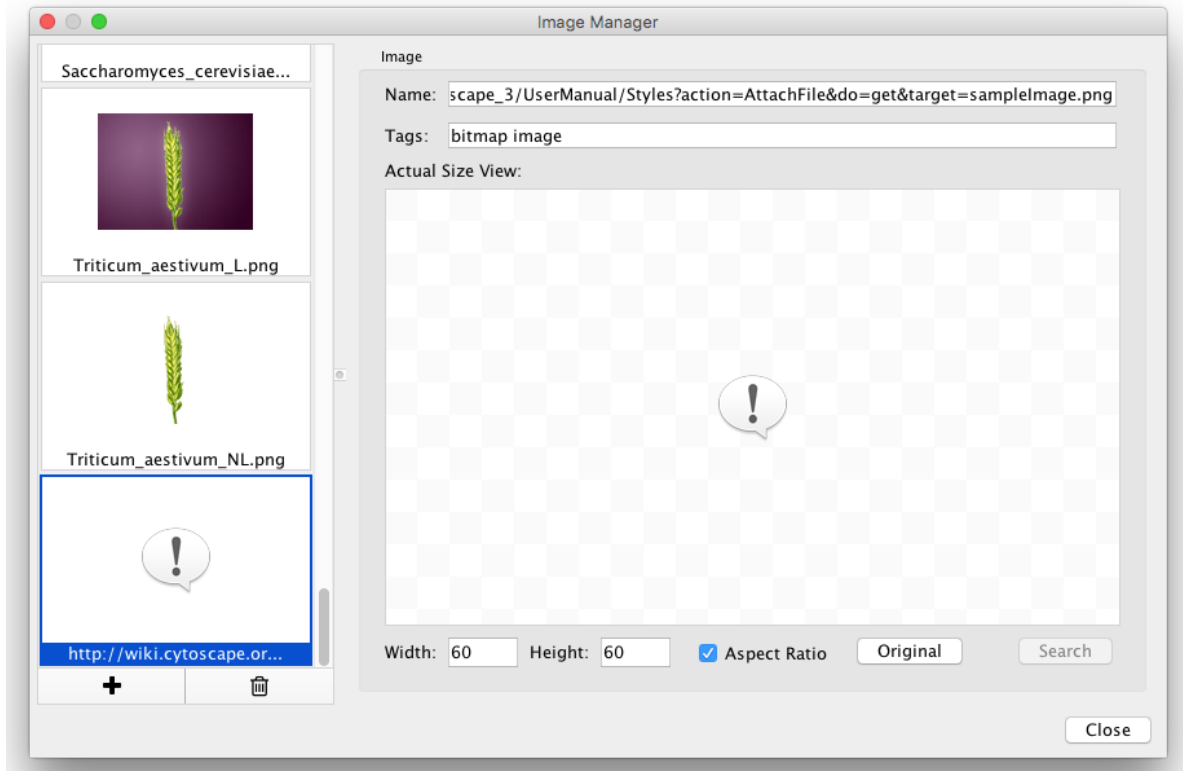 Image Manager
Saccharomyces_cerevisiae...
Triticum_aestivum_L.png
Triticum_aestivum_NL.png
http://wiki.cytoscape.or...
Image
Name: scape_3/UserManual/Styles?action=AttachFile&do=get&target=sampleImage.png
Tags: bitmap image
Actual Size View:
Width: 60 Height: 60 Aspect Ratio Original Search
Close